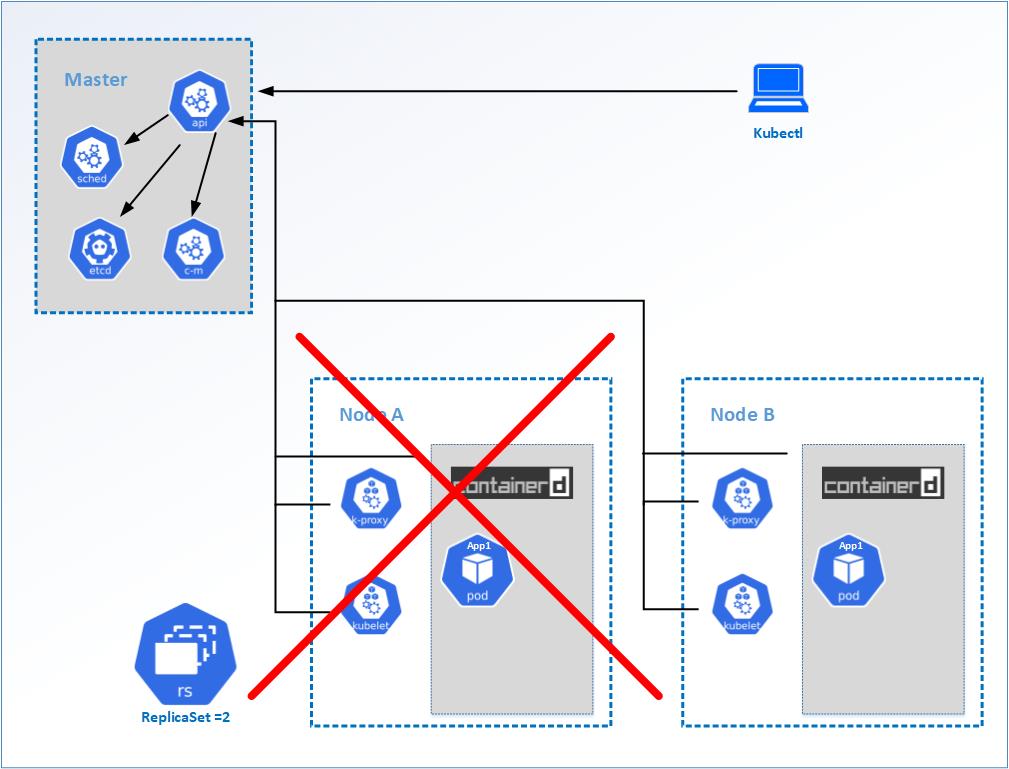 Master
api
sched
etcd
c-m
Kubectl
Node A
containerd
k-proxy
App1
pod
kubelet
Node B
containerd
k-proxy
App1
pod
kubelet
rs
ReplicaSet =2